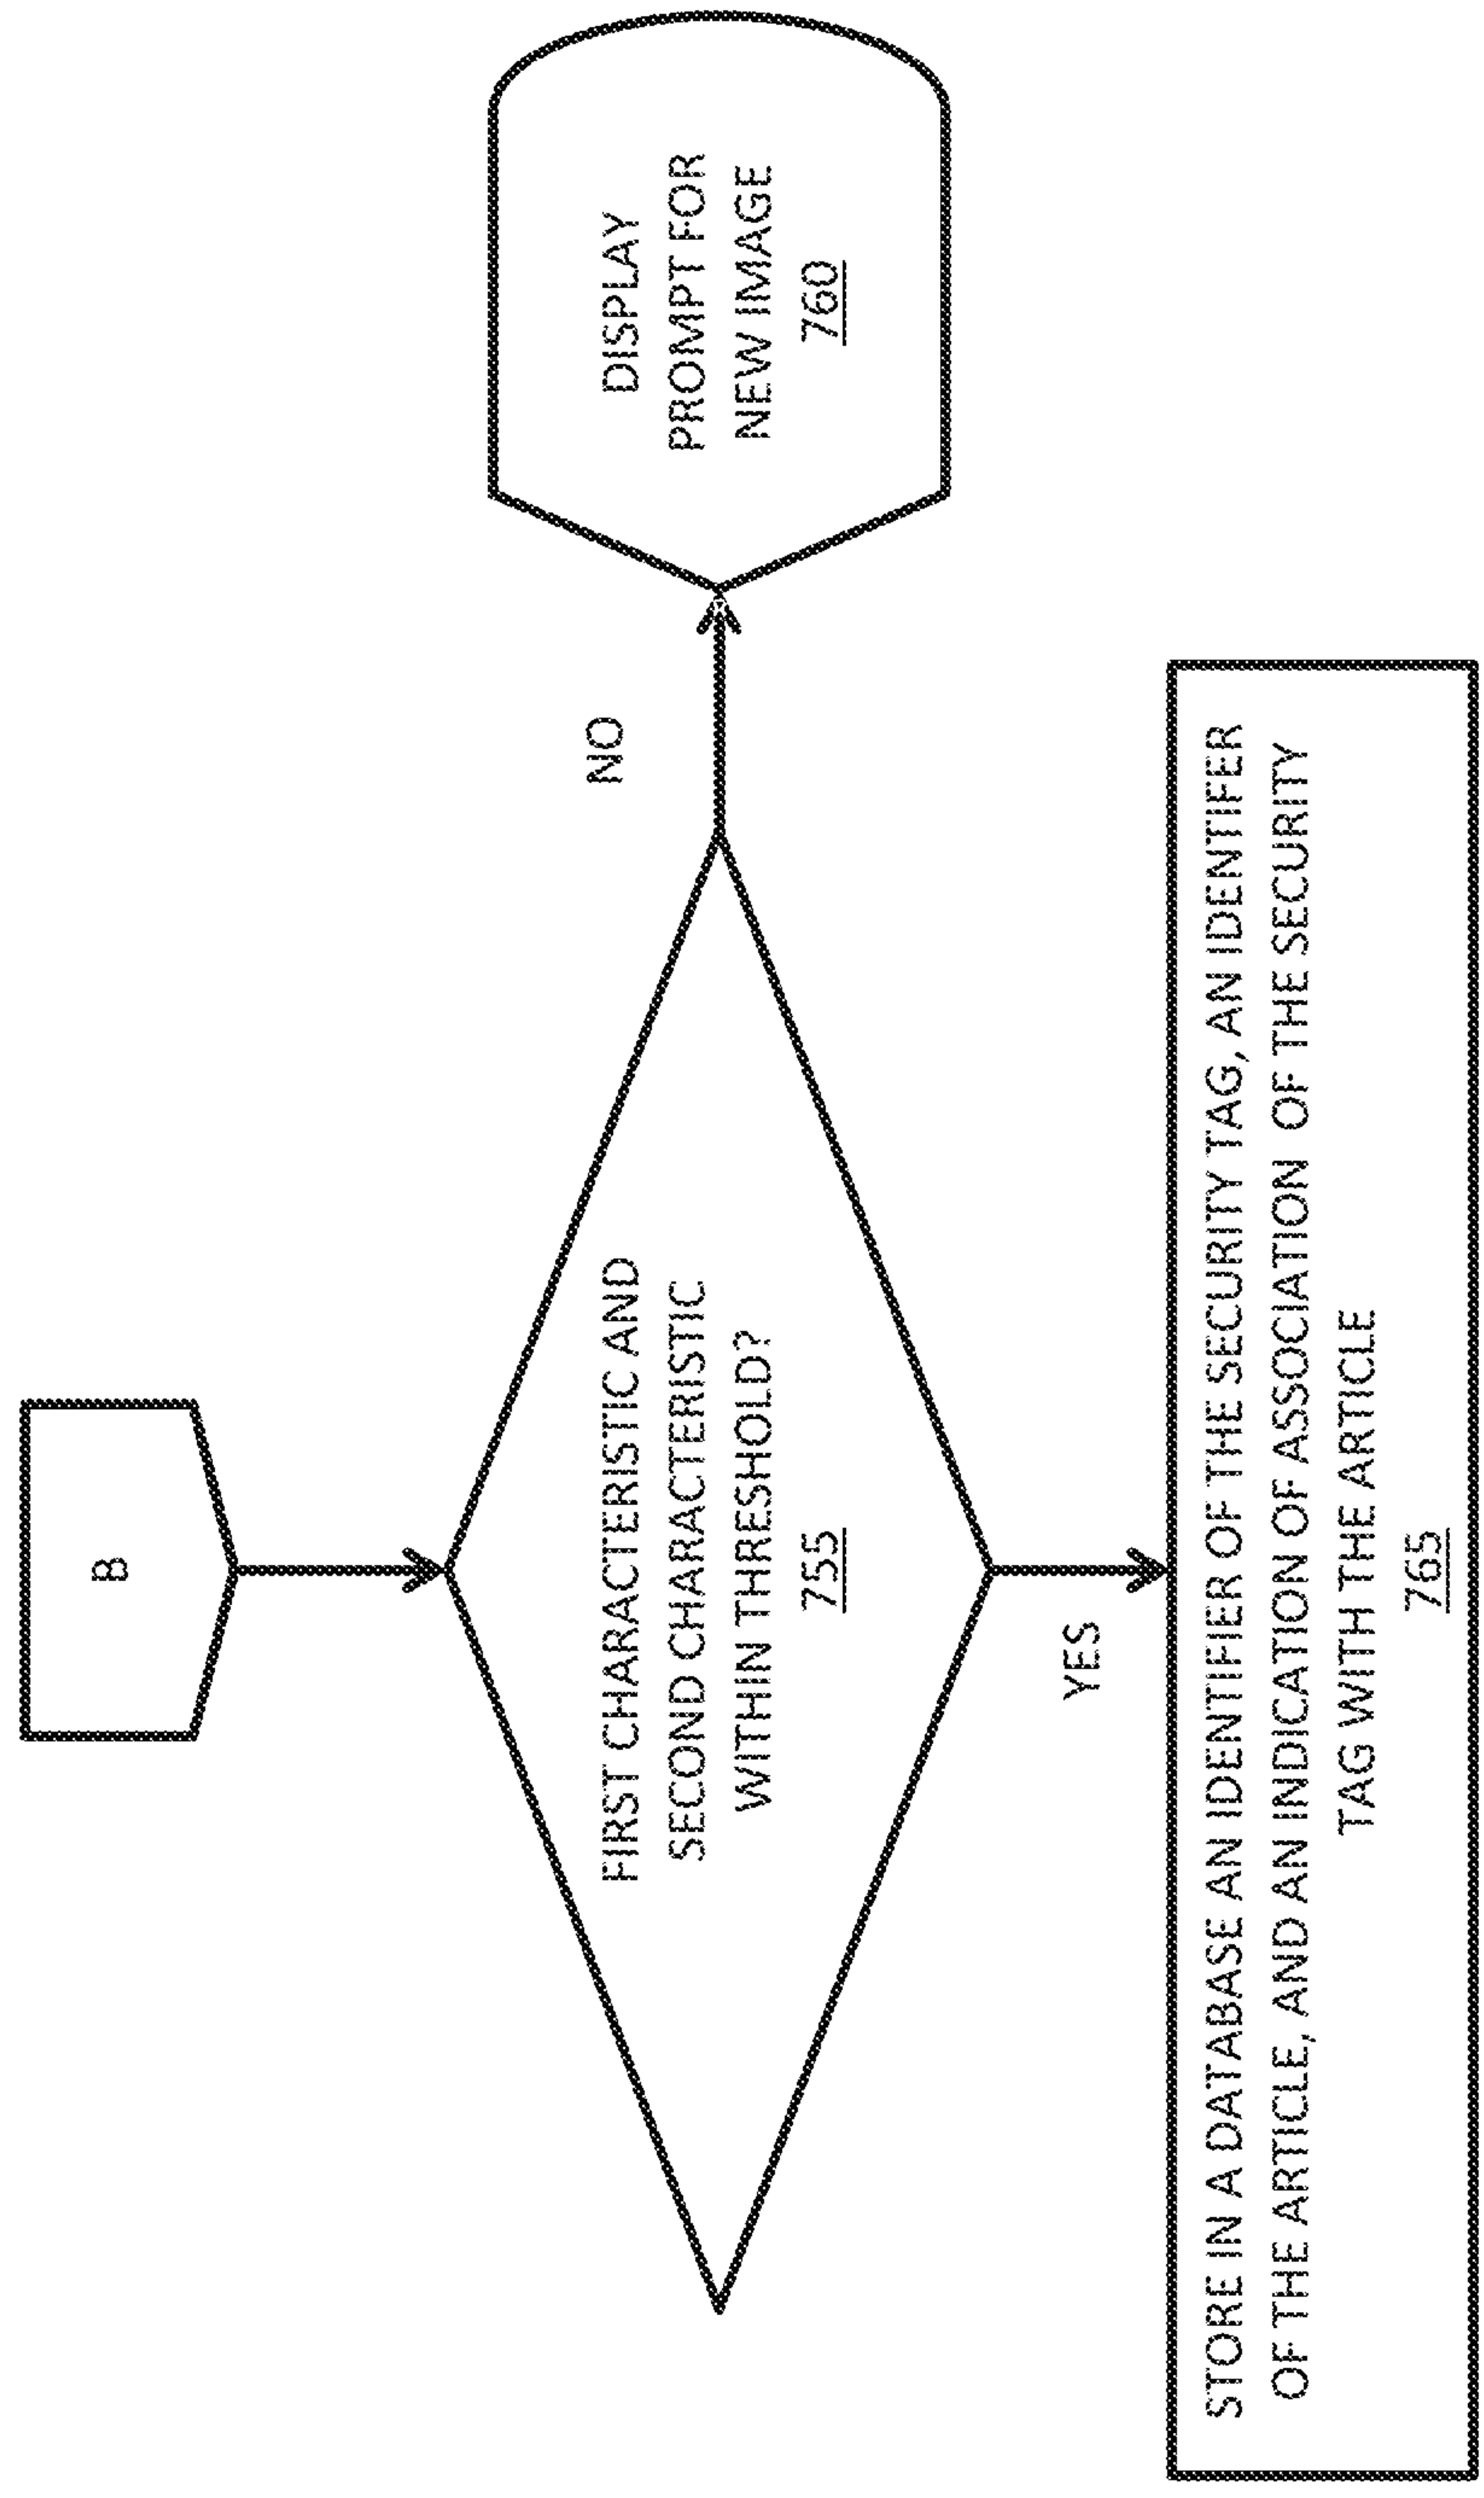 B
FIRST CHARACTERISTIC AND
SECOND CHARACTERISTIC
WITHIN THRESHOLD?
755
NO
DISPLAY
PROMPT FOR
NEW IMAGE
760
YES
STORE IN A DATABASE AN IDENTIFIER OF THE SECURITY TAG, AN IDENTIFER
OF THE ARTICLE, AND AN INDICATION OF ASSOCIATION OF THE SECURITY
TAG WITH THE ARTICLE
765